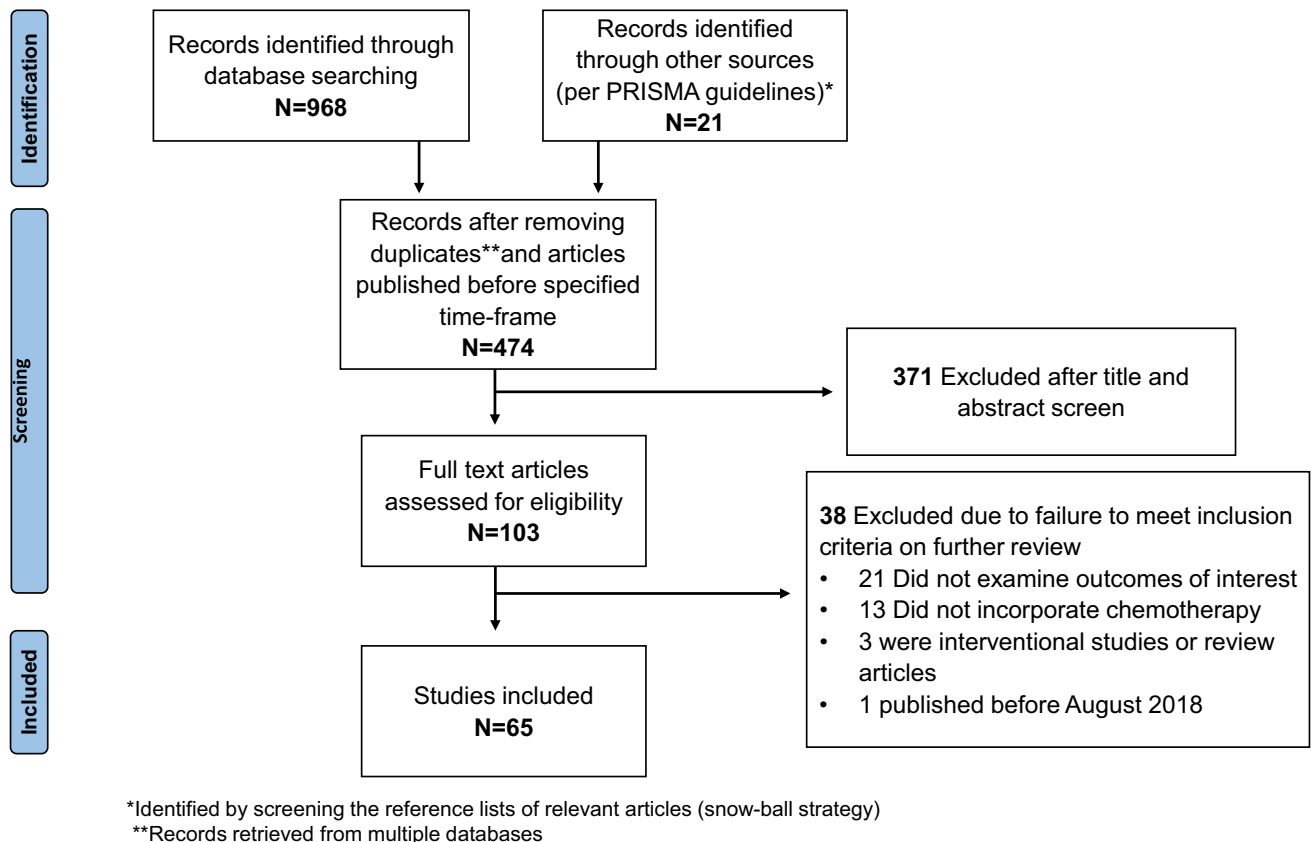 Identification
Records identified through
database searching
N=968
Records identified
through other sources
(per PRISMA guidelines)*
N=21
Screening
Records after removing
duplicates**and articles
published before specified
time-frame
N=474
371 Excluded after title and
abstract screen
Full text articles
assessed for eligibility
N=103
38 Excluded due to failure to meet inclusion
criteria on further review
• 21 Did not examine outcomes of interest
• 13 Did not incorporate chemotherapy
• 3 were interventional studies or review
articles
• 1 published before August 2018
Included
Studies included
N=65
*Identified by screening the reference lists of relevant articles (snow-ball strategy)
**Records retrieved from multiple databases